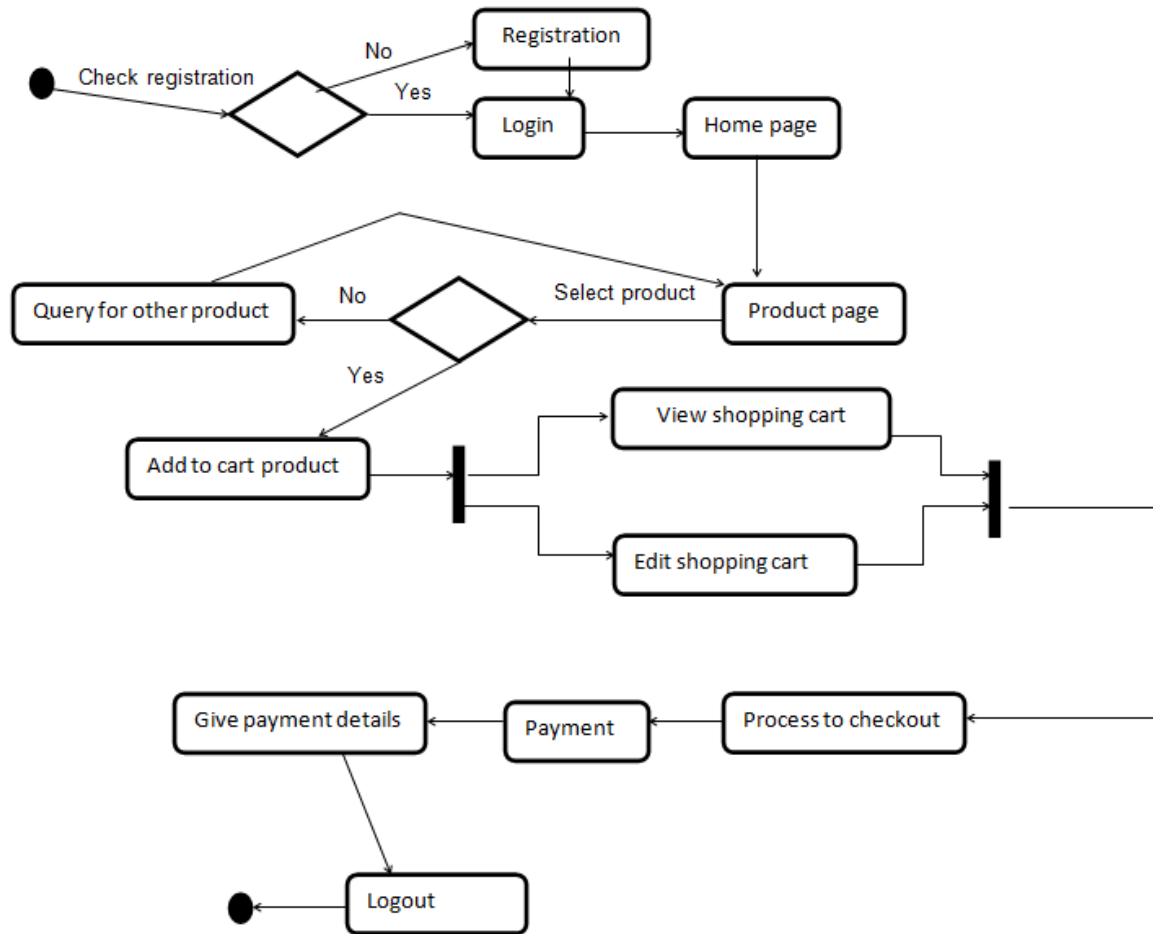 Registration
No
Check registration
Yes
Login
Home page
Query for other product
No
Select product
Product page
Yes
View shopping cart
Add to cart product
Edit shopping cart
Give payment details
Payment
Process to checkout
Logout